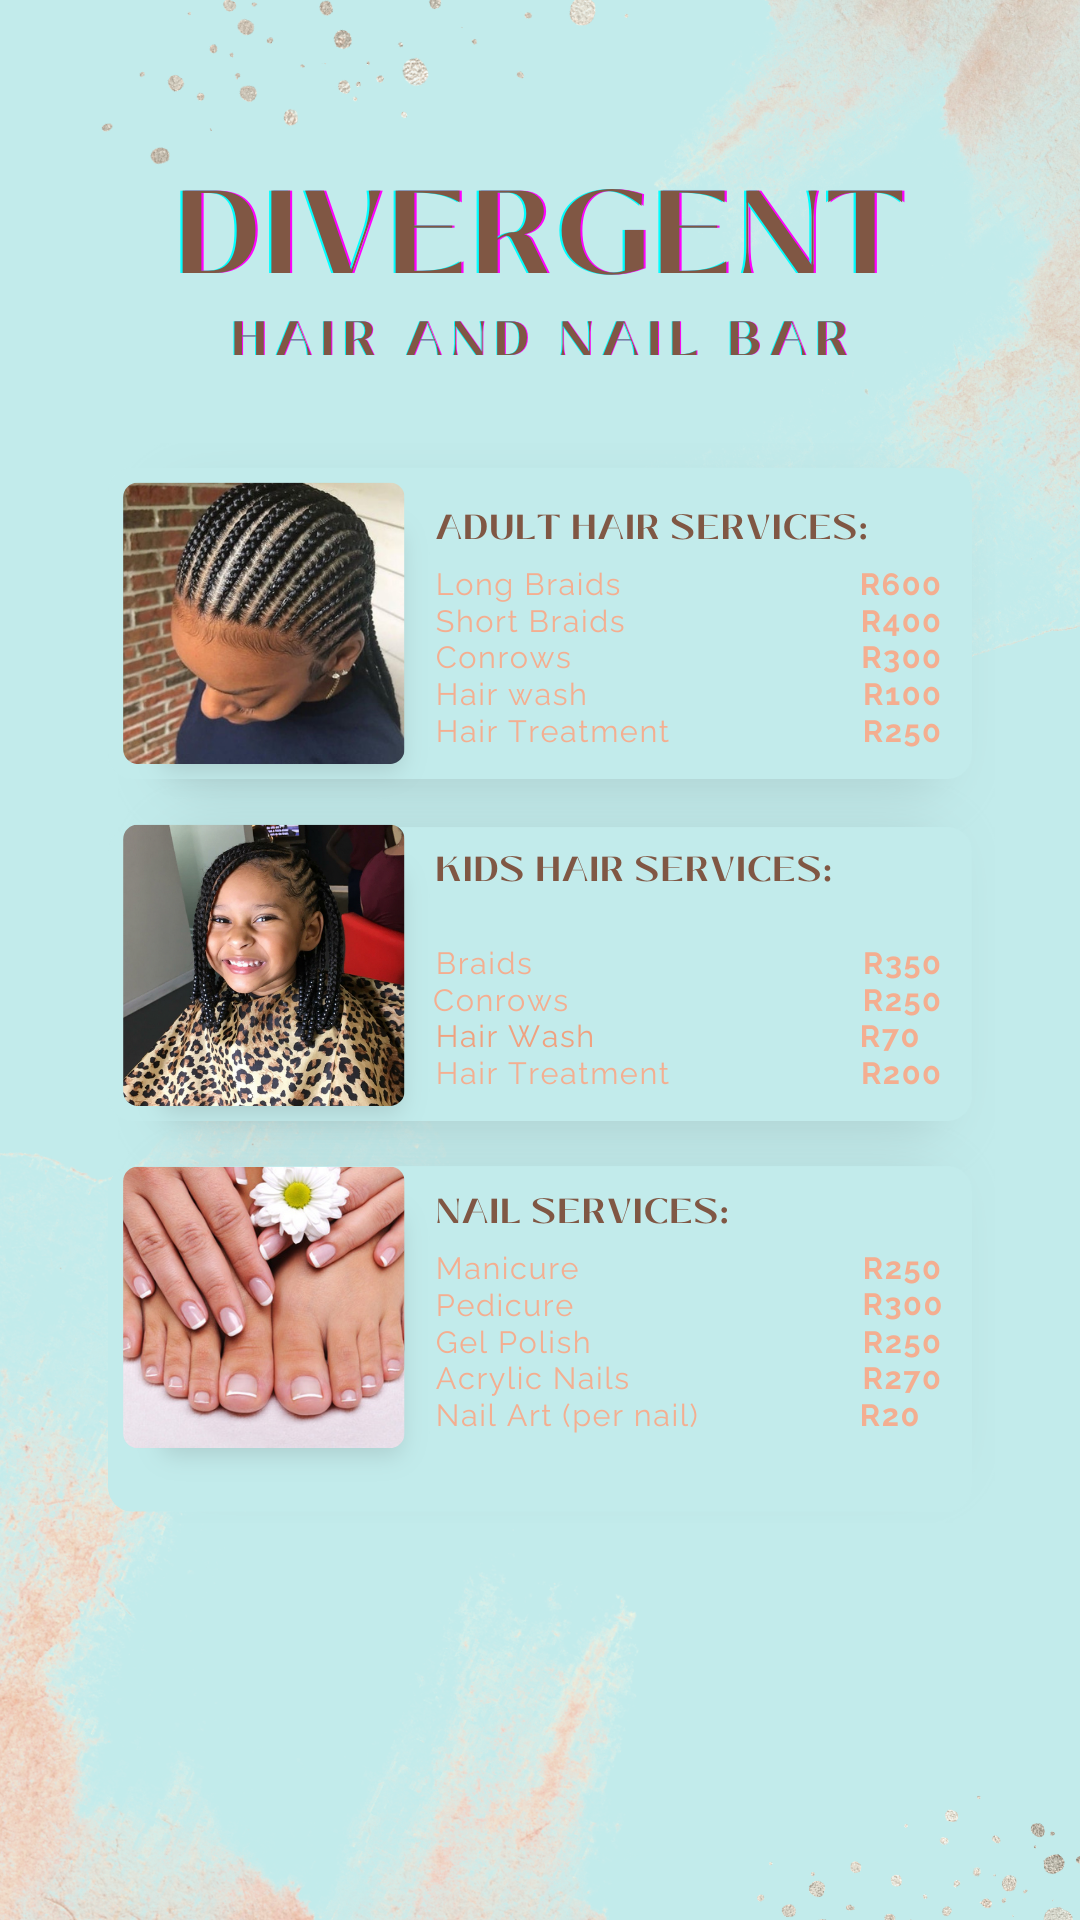 DIVERGENT
HAIR AND NAIL BAR
ADULT HAIR SERVICES:
Long Braids R600
Short Braids R400
Conrows R300
Hair wash R100
Hair Treatment R250
KIDS HAIR SERVICES:
Braids R350
Conrows R250
Hair Wash R70
Hair Treatment R200
NAIL SERVICES:
Manicure R250
Pedicure R300
Gel Polish R250
Acrylic Nails R270
Nail Art (per nail) R20